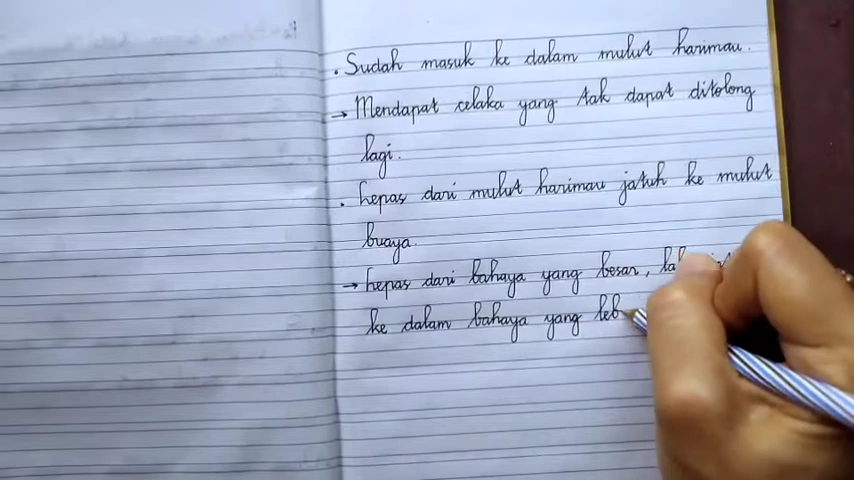 • Sudah masuk ke dalam mulut harimau.
→ Mendapat celaka yang tak dapat ditolong
lagi.
• Lepas dari mulut harimau jatuh ke mulut
buaya.
→ Lepas dari bahaya yang besar,
ke dalam bahaya yang leb